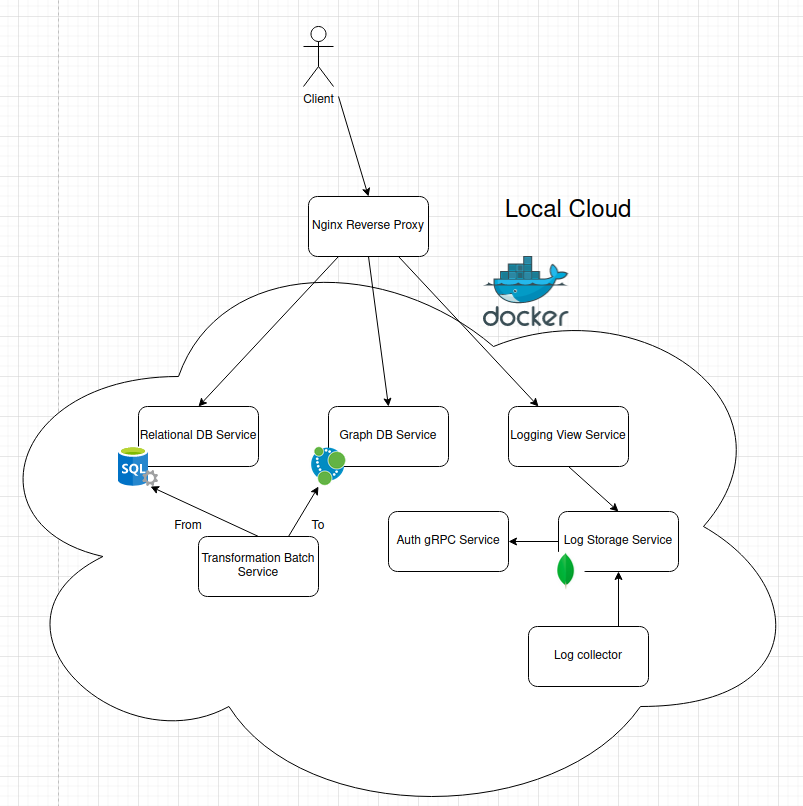 Client
Nginx Reverse Proxy
Local Cloud
docker
Relational DB Service
Graph DB Service
Logging View Service
SQL
From
To
Auth gRPC Service
Log Storage Service
Transformation Batch
Service
Log collector